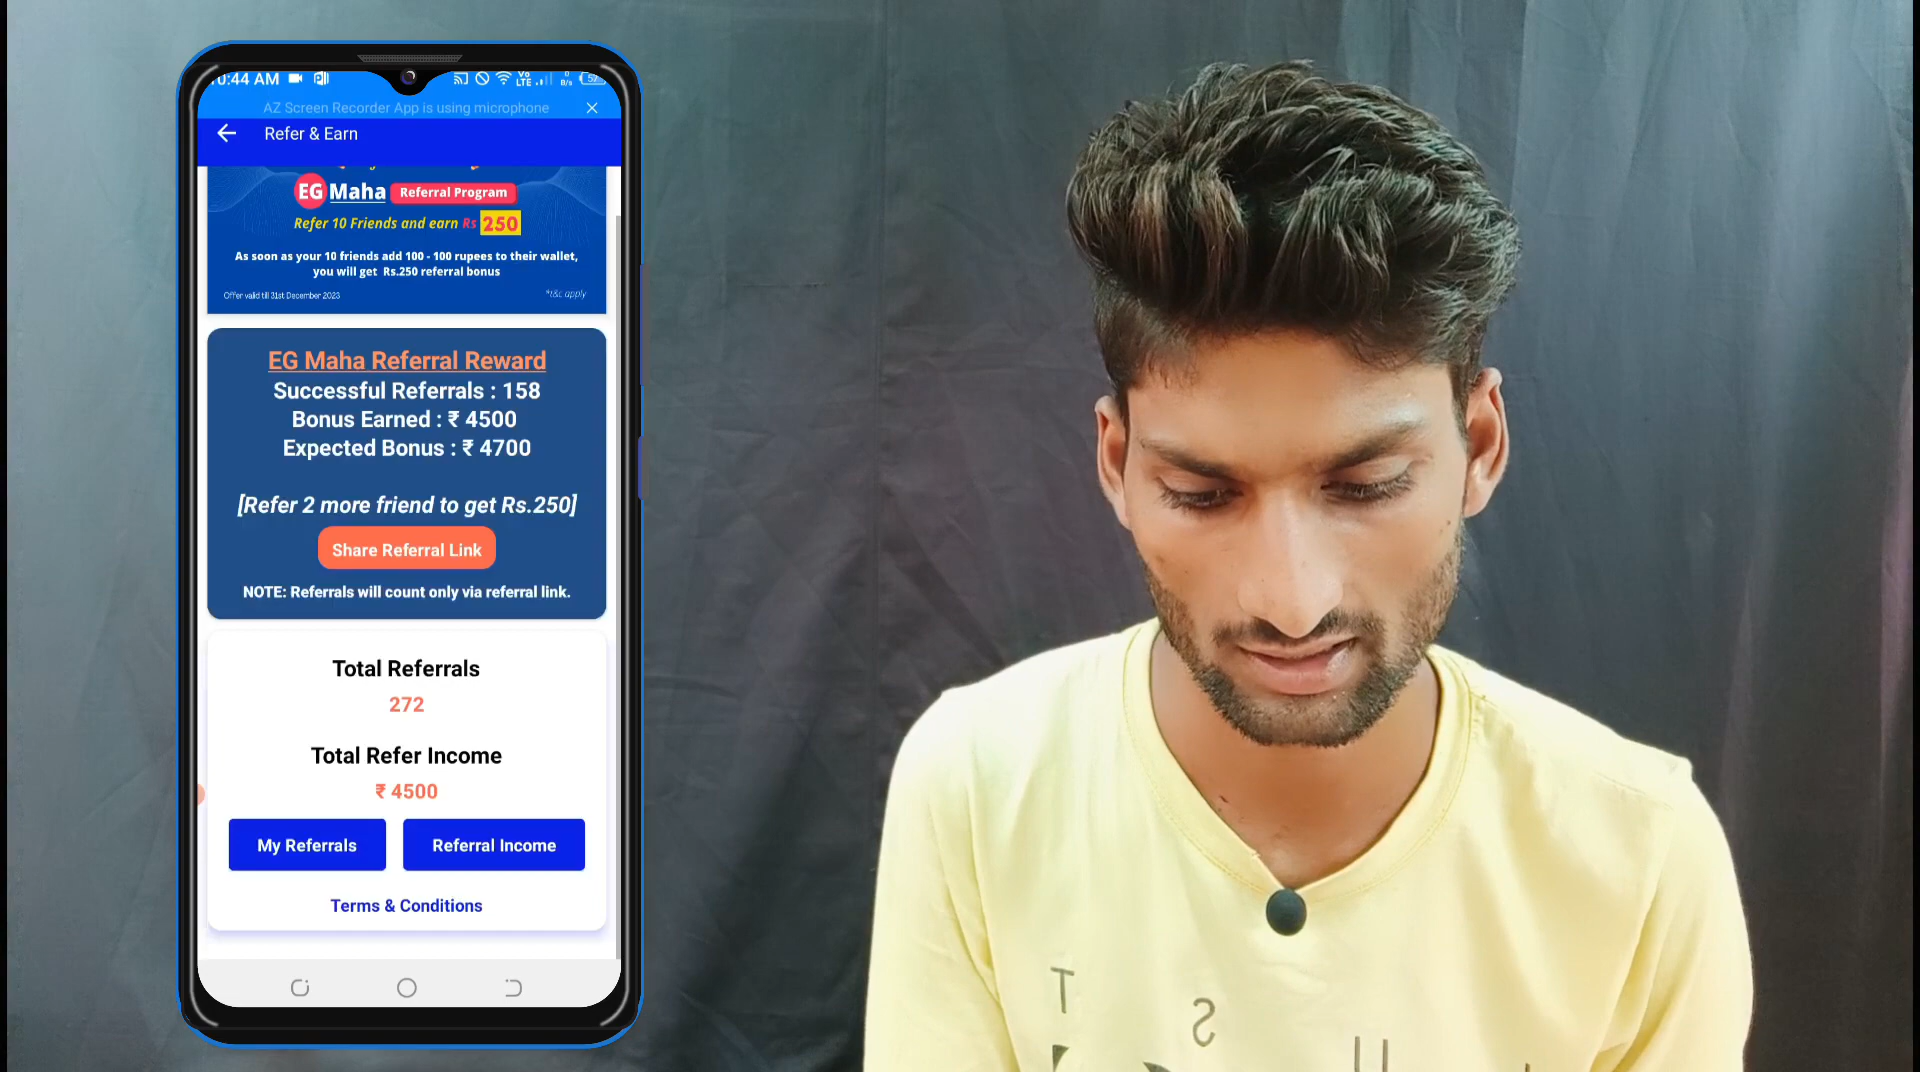 0:44 AM
VO LTE
0 B/s
57
AZ Screen Recorder App is using microphone
Refer & Earn
EG Maha Referral Program
Refer 10 Friends and earn Rs 250
As soon as your 10 friends add 100 - 100 rupees to their wallet,
you will get Rs.250 referral bonus
Offer valid till 31st December 2023
*t&c apply
EG Maha Referral Reward
Successful Referrals : 158
Bonus Earned : ₹ 4500
Expected Bonus : ₹ 4700
[Refer 2 more friend to get Rs.250]
Share Referral Link
NOTE: Referrals will count only via referral link.
Total Referrals
272
Total Refer Income
₹ 4500
My Referrals
Referral Income
Terms & Conditions
T
S